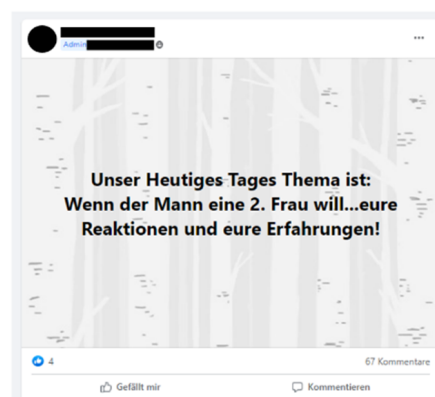 Admin
Unser Heutiges Tages Thema ist:
Wenn der Mann eine 2. Frau will...eure
Reaktionen und eure Erfahrungen!
4
67 Kommentare
Gefällt mir
Kommentieren